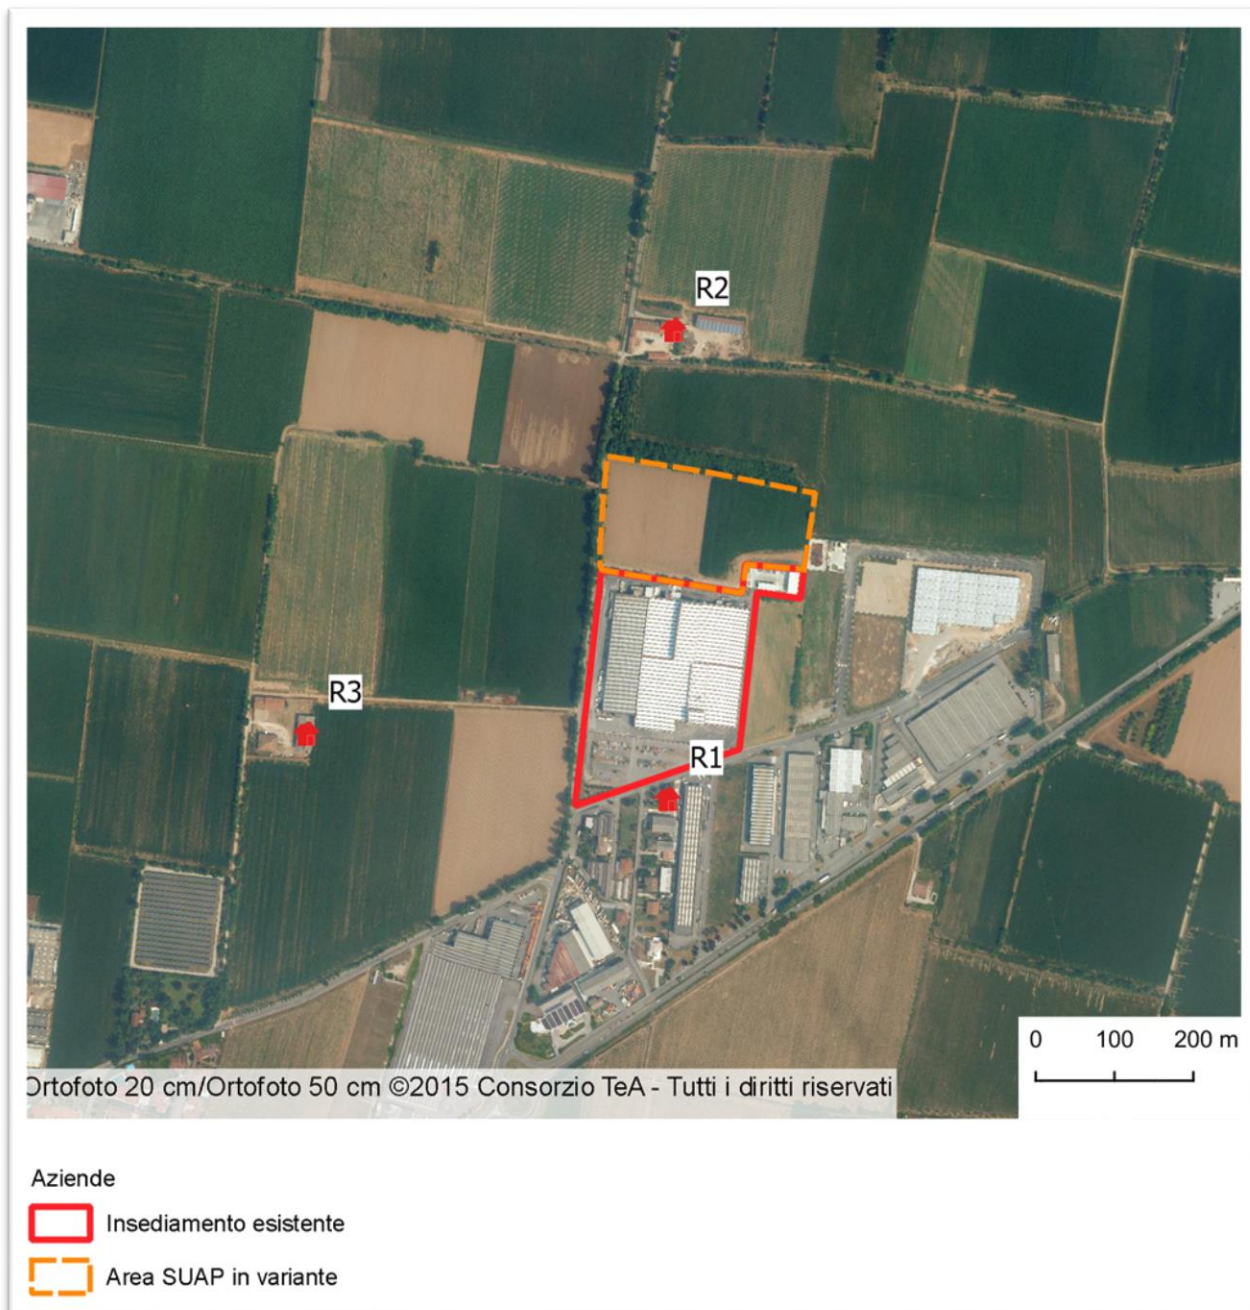 R2
R3
R1
0 100 200 m
Ortofoto 20 cm/Ortofoto 50 cm ©2015 Consorzio TeA - Tutti i diritti riservati
Aziende
Insediamento esistente
Area SUAP in variante